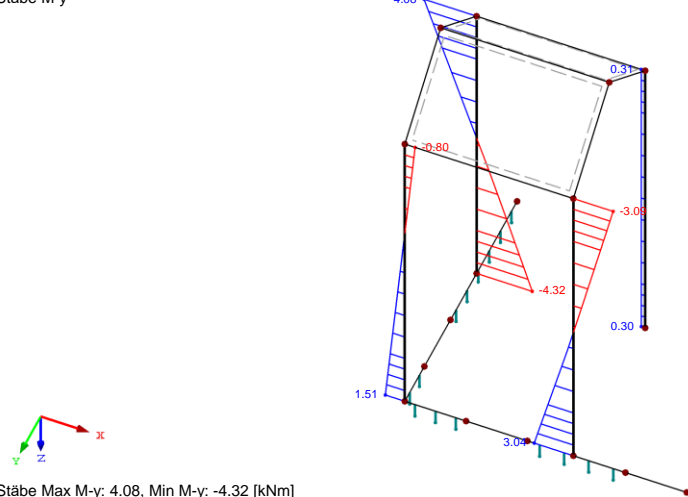 Stäbe M-y
4.08
0.31
-0.80
-3.09
-4.32
0.30
1.51
3.04
X
Y
Z
Stäbe Max M-y: 4.08, Min M-y: -4.32 [kNm]